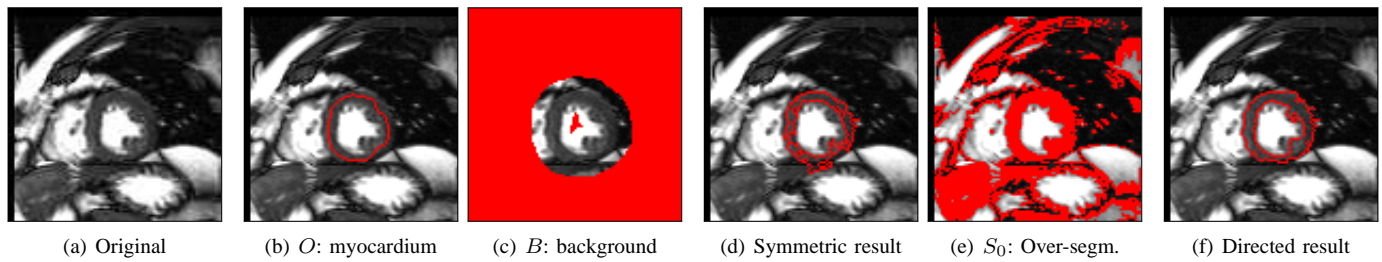 (a) Original
(b) O: myocardium
(c) B: background
(d) Symmetric result
(e) S₀: Over-segm.
(f) Directed result